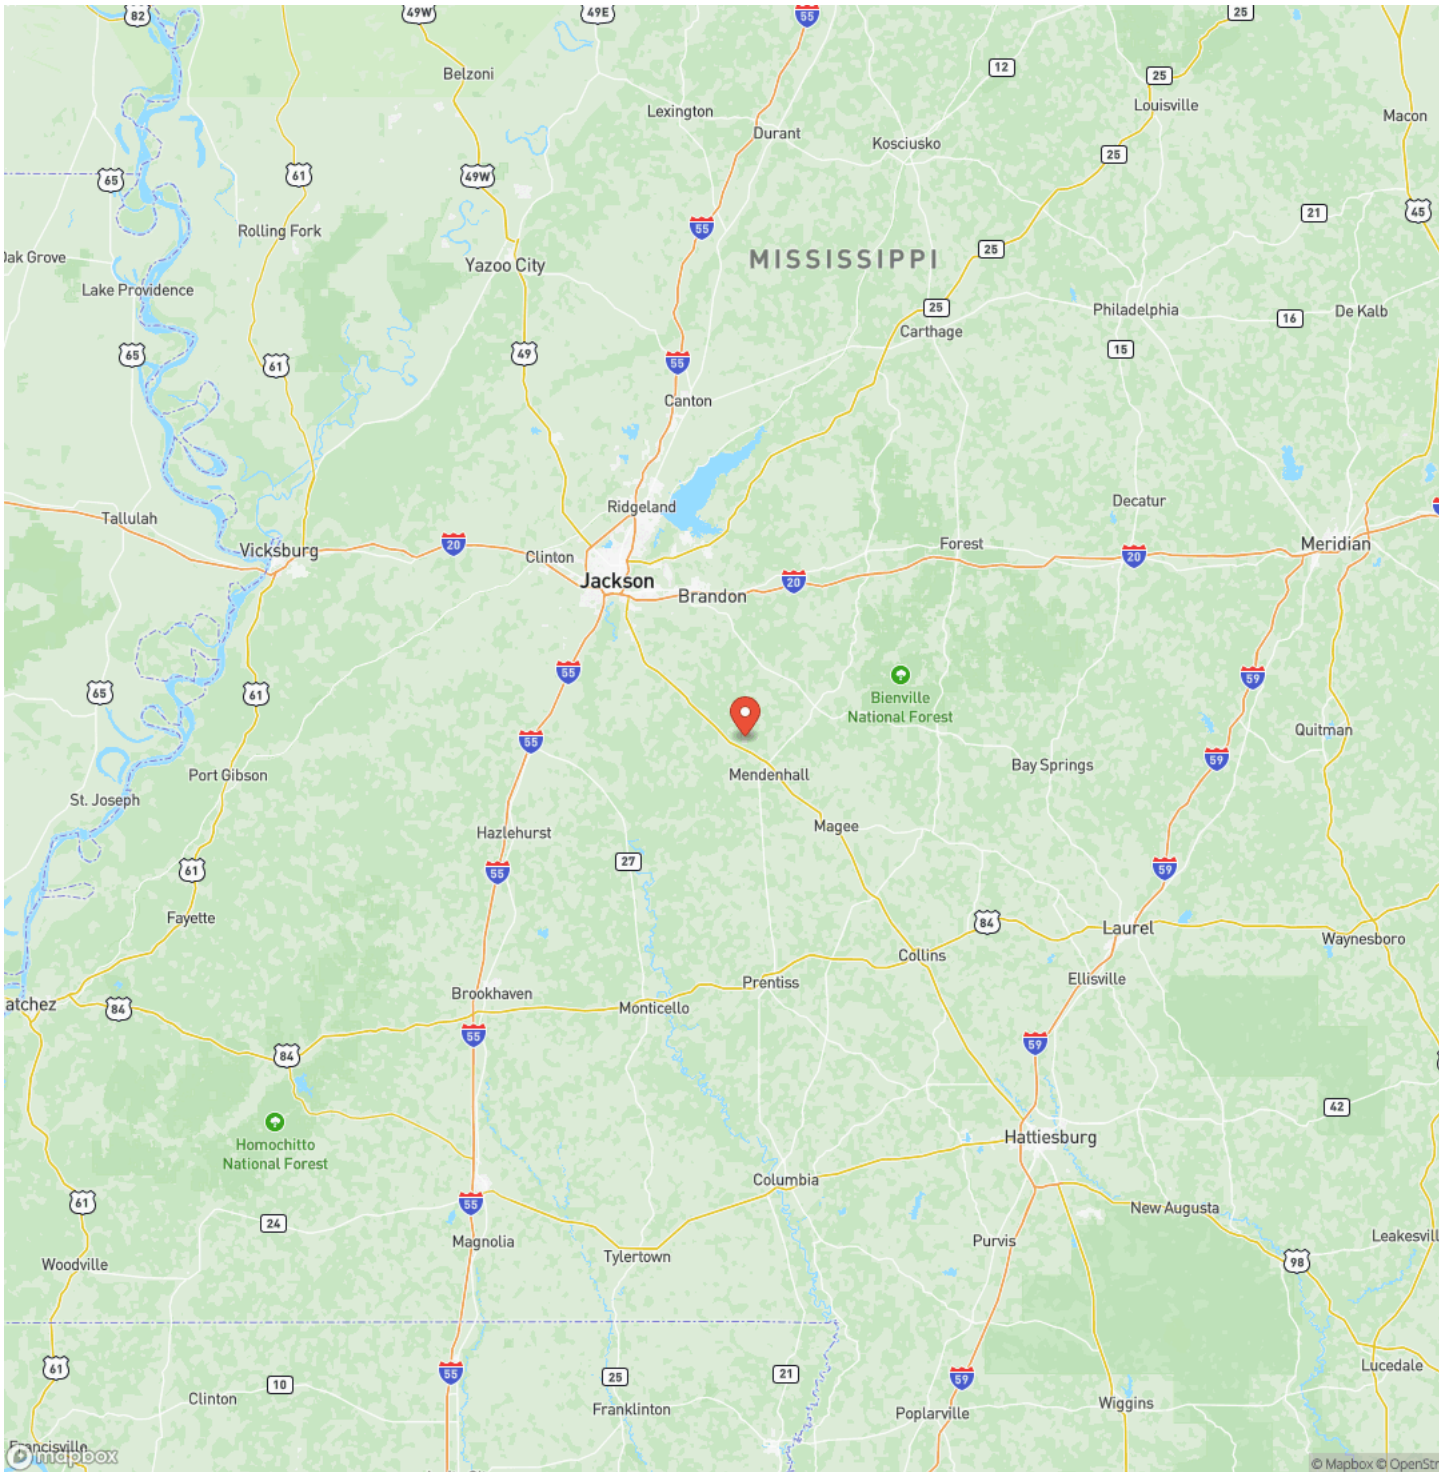 82
49W
49E
55
25
Belzoni
12
25
Lexington
Louisville
Durant
Macon
Kosciusko
25
65
61
49W
21
45
55
Rolling Fork
25
Oak Grove
Yazoo City
MISSISSIPPI
Lake Providence
25
Philadelphia
De Kalb
16
Carthage
65
49
15
61
55
Canton
Decatur
Ridgeland
Tallulah
Vicksburg
20
Clinton
Forest
Meridian
20
Jackson
20
Brandon
55
59
65
61
Bienville
National Forest
Quitman
55
59
Port Gibson
Mendenhall
Bay Springs
St. Joseph
Magee
Hazlehurst
27
61
55
59
Fayette
84
Laurel
Waynesboro
Collins
Ellisville
Prentiss
Brookhaven
atchez
84
Monticello
55
59
84
42
Homochitto
National Forest
Hattiesburg
Columbia
61
55
New Augusta
24
Magnolia
Purvis
Leakesvill
Tylertown
Woodville
98
61
55
21
59
Lucedale
10
25
Clinton
Franklinton
Poplarville
Wiggins
Francisville
mapbox
© Mapbox © OpenStr